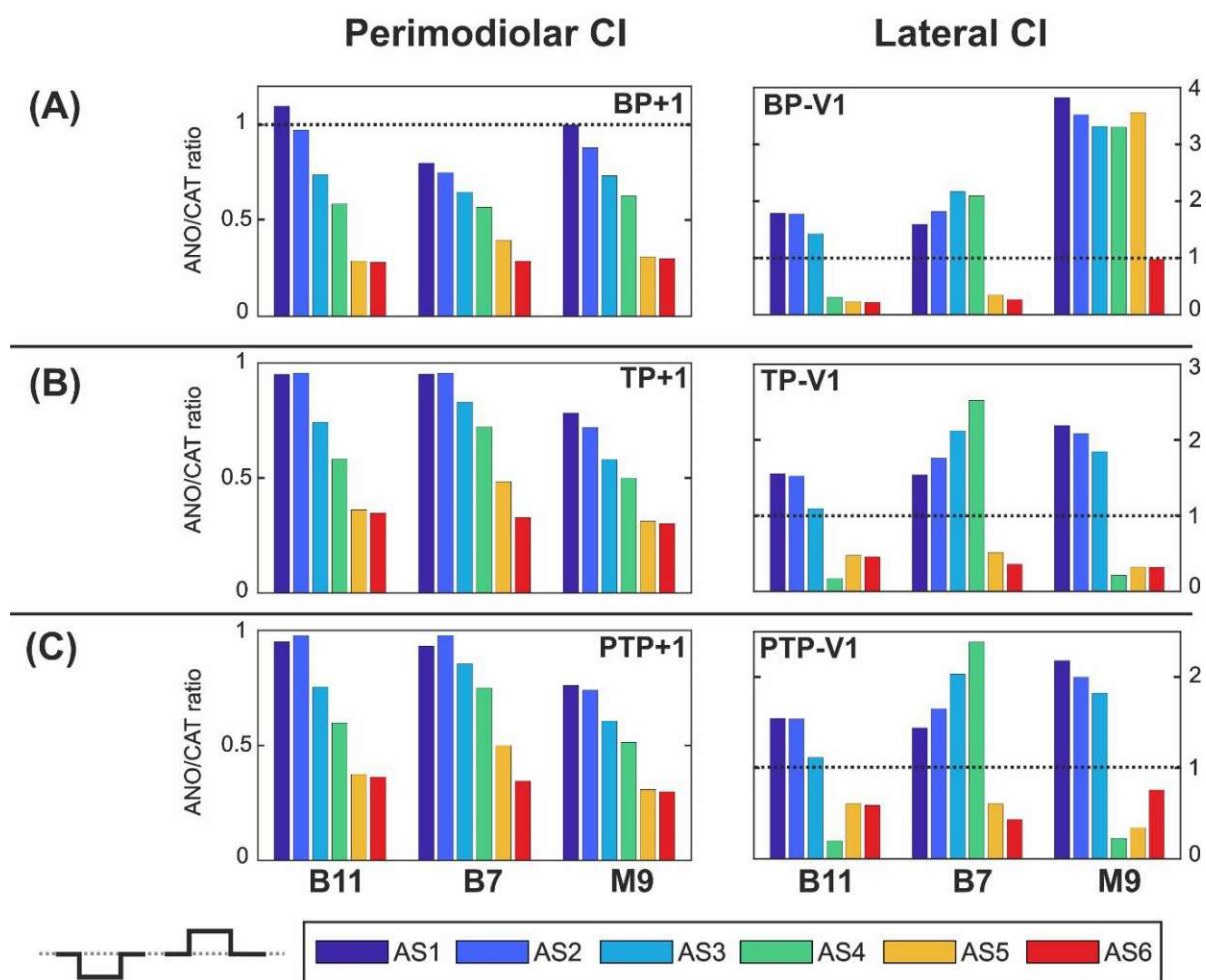 Perimodiolar CI
Lateral CI
(A)
ANO/CAT ratio
1
0.5
0
BP+1
BP-V1
4
3
2
1
0
(B)
ANO/CAT ratio
1
0.5
0
TP+1
TP-V1
3
2
1
0
(C)
ANO/CAT ratio
1
0.5
0
PTP+1
PTP-V1
2
1
0
B11 B7 M9
B11 B7 M9
AS1 AS2 AS3 AS4 AS5 AS6